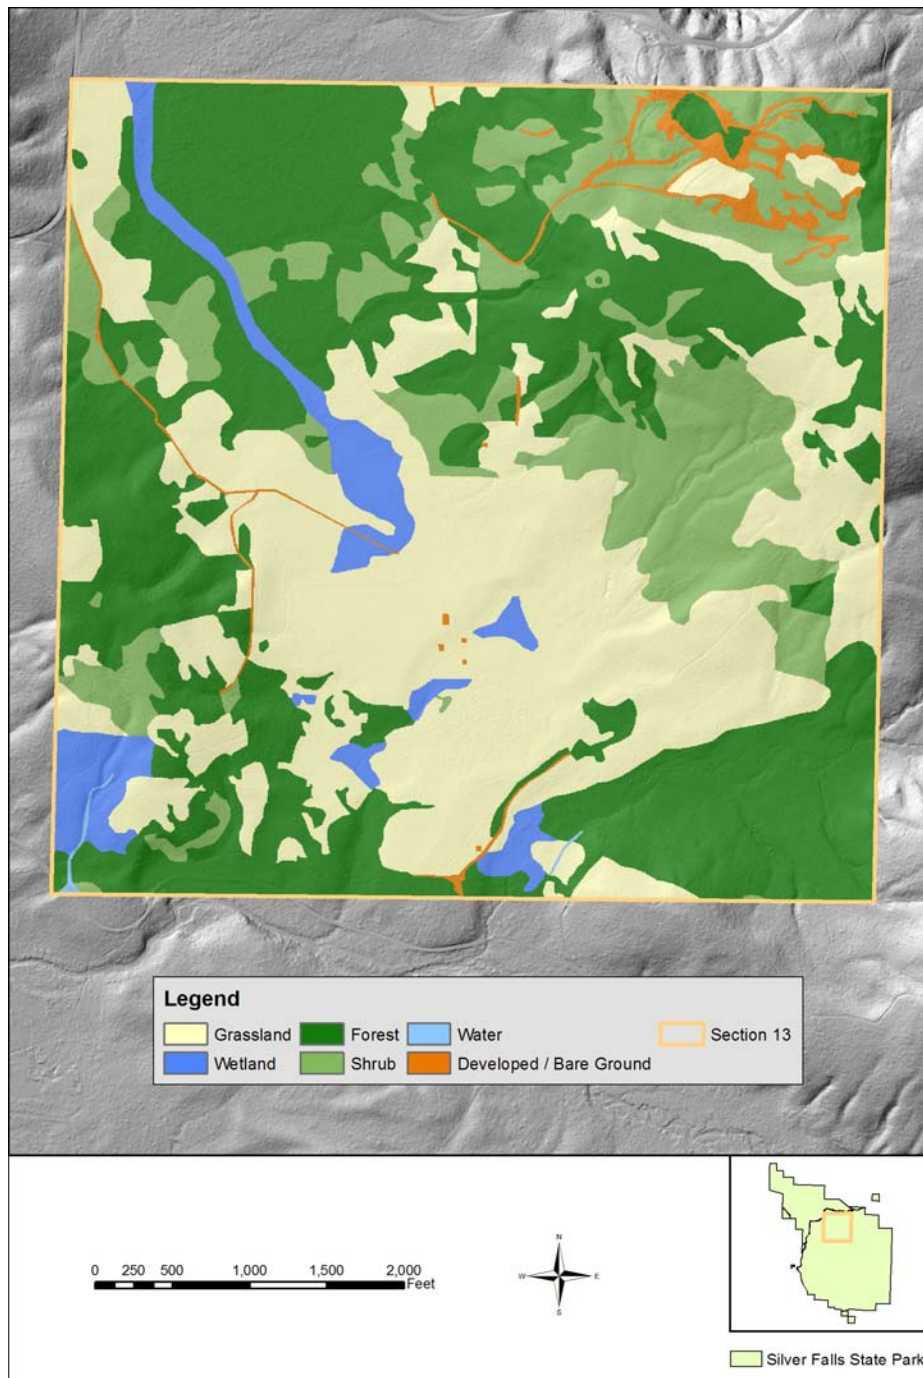 Legend
Grassland Forest Water Section 13
Wetland Shrub Developed / Bare Ground
0 250 500 1,000 1,500 2,000
Feet
N
W E
S
Silver Falls State Park